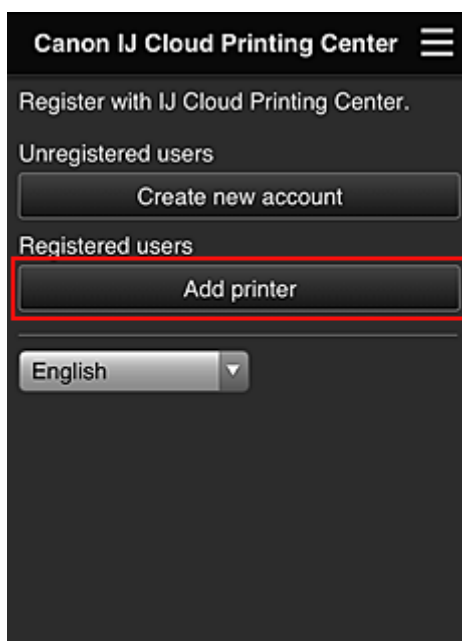 Canon IJ Cloud Printing Center
Register with IJ Cloud Printing Center.
Unregistered users
Create new account
Registered users
Add printer
English